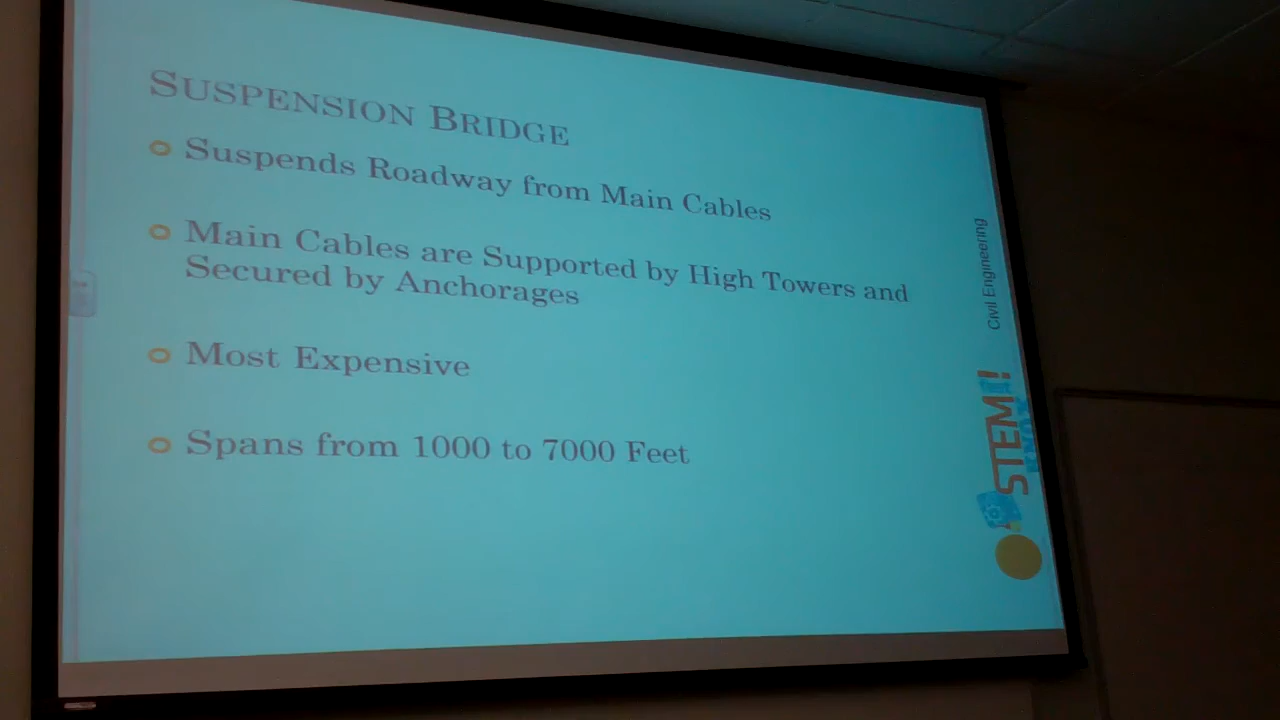 SUSPENSION BRIDGE
Suspends Roadway from Main Cables
Main Cables are Supported by High Towers and
Secured by Anchorages
Most Expensive
Spans from 1000 to 7000 Feet
Civil Engineering
STEM!